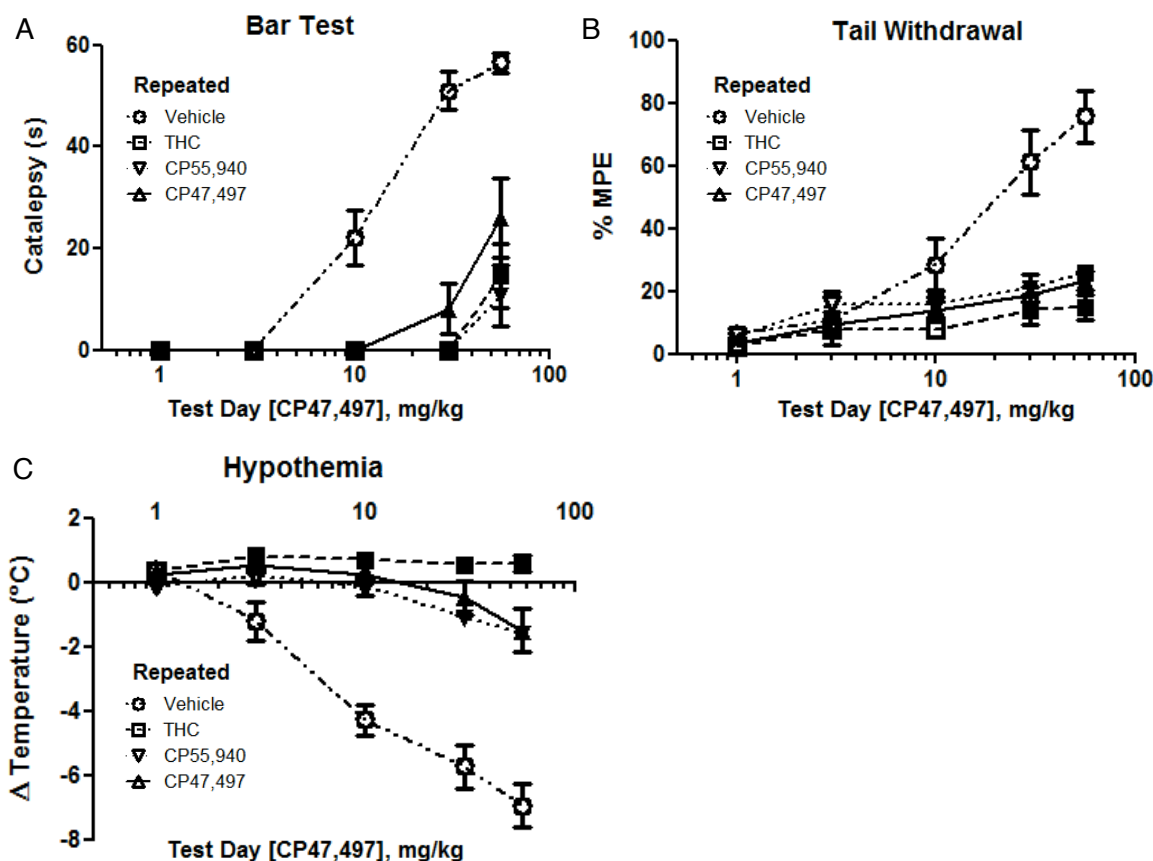 A
Bar Test
60
40
20
0
Catalepsy (s)
Repeated
Vehicle
THC
CP55,940
CP47,497
1
10
100
Test Day [CP47,497], mg/kg
B
Tail Withdrawal
100
80
60
40
20
0
% MPE
Repeated
Vehicle
THC
CP55,940
CP47,497
1
10
100
Test Day [CP47,497], mg/kg
C
Hypothemia
1
10
100
2
0
-2
-4
-6
-8
Δ Temperature (°C)
Repeated
Vehicle
THC
CP55,940
CP47,497
Test Day [CP47,497], mg/kg